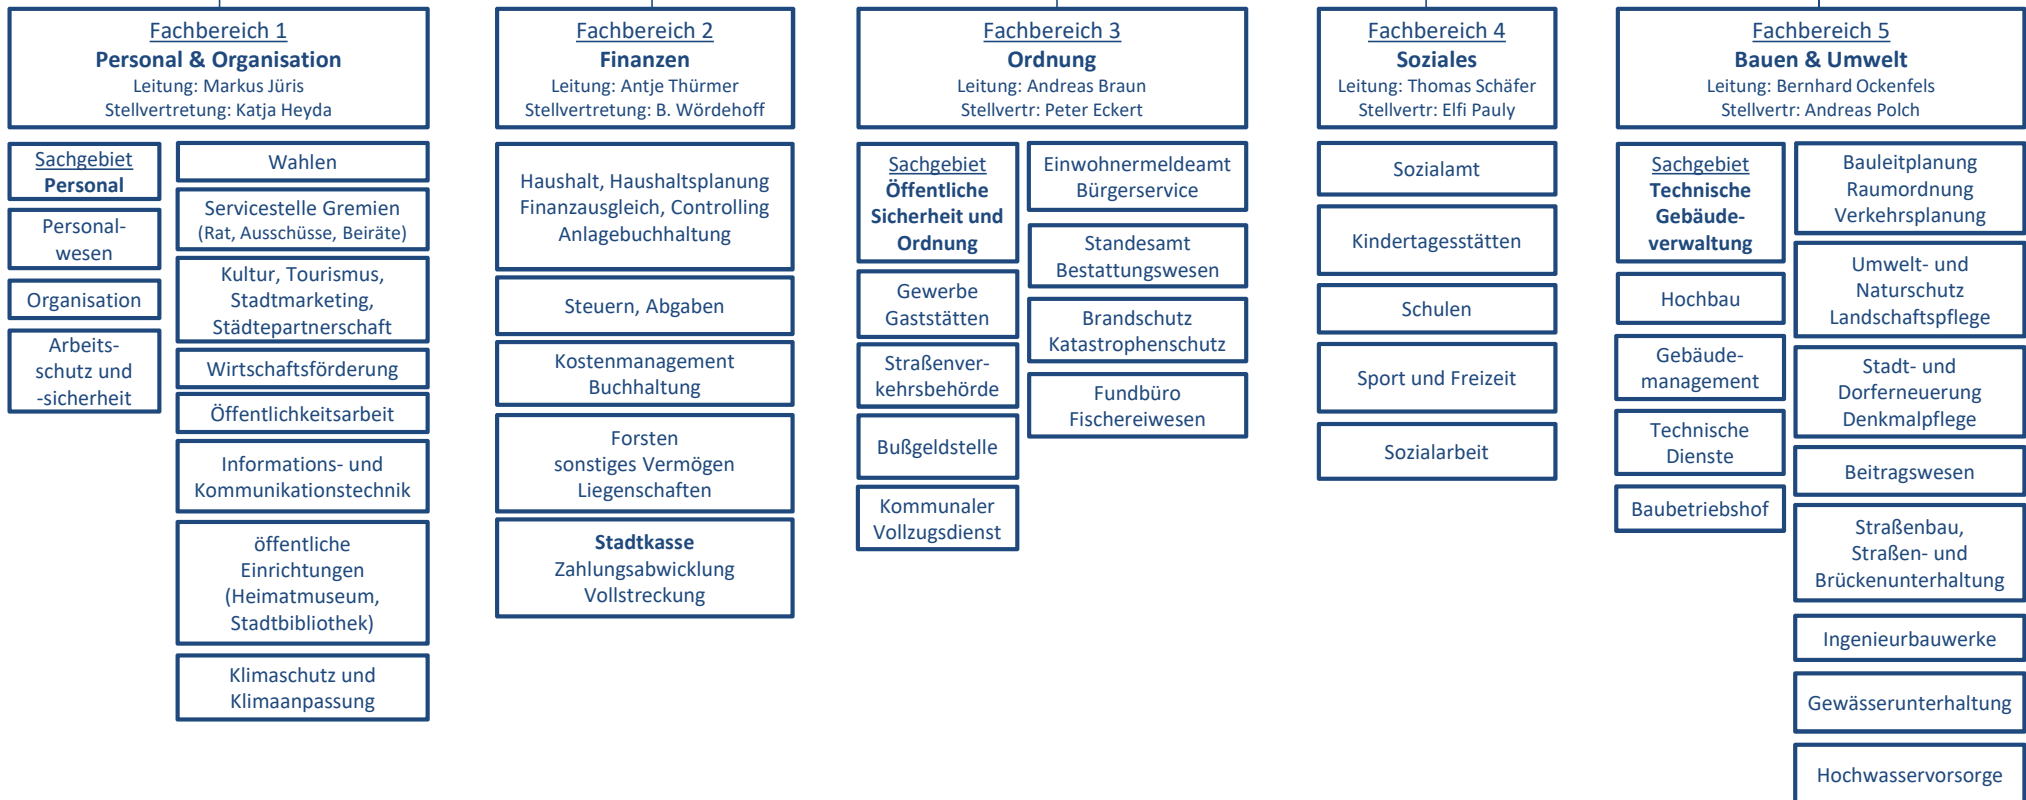 Fachbereich 1
Personal & Organisation
Leitung: Markus Jüris
Stellvertretung: Katja Heyda
Sachgebiet
Personal
Personal-
wesen
Organisation
Arbeits-
schutz und
-sicherheit
Wahlen
Servicestelle Gremien
(Rat, Ausschüsse, Beiräte)
Kultur, Tourismus,
Stadtmarketing,
Städtepartnerschaft
Wirtschaftsförderung
Öffentlichkeitsarbeit
Informations- und
Kommunikationstechnik
öffentliche
Einrichtungen
(Heimatmuseum,
Stadtbibliothek)
Klimaschutz und
Klimaanpassung
Fachbereich 2
Finanzen
Leitung: Antje Thürmer
Stellvertretung: B. Wördehoff
Haushalt, Haushaltsplanung
Finanzausgleich, Controlling
Anlagebuchhaltung
Steuern, Abgaben
Kostenmanagement
Buchhaltung
Forsten
sonstiges Vermögen
Liegenschaften
Stadtkasse
Zahlungsabwicklung
Vollstreckung
Fachbereich 3
Ordnung
Leitung: Andreas Braun
Stellvertr: Peter Eckert
Sachgebiet
Öffentliche
Sicherheit und
Ordnung
Gewerbe
Gaststätten
Straßenver-
kehrsbehörde
Bußgeldstelle
Kommunaler
Vollzugsdienst
Einwohnermeldeamt
Bürgerservice
Standesamt
Bestattungswesen
Brandschutz
Katastrophenschutz
Fundbüro
Fischereiwesen
Fachbereich 4
Soziales
Leitung: Thomas Schäfer
Stellvertr: Elfi Pauly
Sozialamt
Kindertagesstätten
Schulen
Sport und Freizeit
Sozialarbeit
Fachbereich 5
Bauen & Umwelt
Leitung: Bernhard Ockenfels
Stellvertr: Andreas Polch
Sachgebiet
Technische
Gebäude-
verwaltung
Hochbau
Gebäude-
management
Technische
Dienste
Baubetriebshof
Bauleitplanung
Raumordnung
Verkehrsplanung
Umwelt- und
Naturschutz
Landschaftspflege
Stadt- und
Dorferneuerung
Denkmalpflege
Beitragswesen
Straßenbau,
Straßen- und
Brückenunterhaltung
Ingenieurbauwerke
Gewässerunterhaltung
Hochwasservorsorge